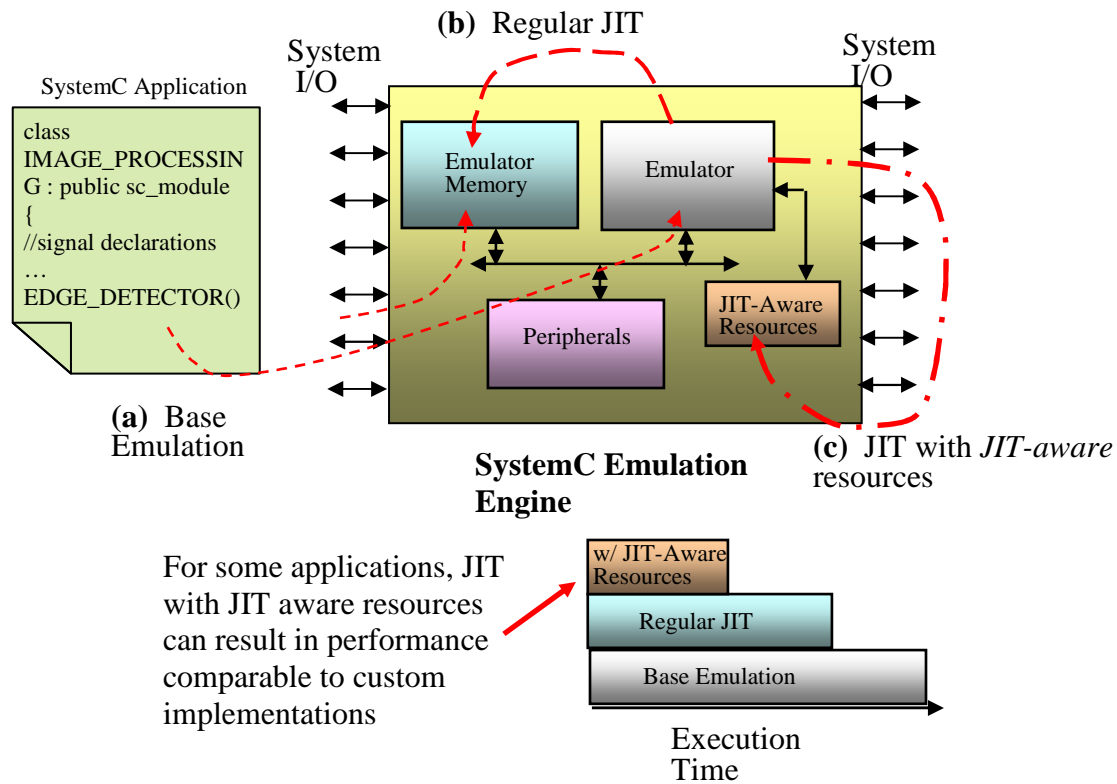 (b) Regular JIT
System
I/O
System
I/O
SystemC Application
class
IMAGE_PROCESSIN
G : public sc_module
{
//signal declarations
…
EDGE_DETECTOR()
Emulator
Memory
Emulator
JIT-Aware
Resources
Peripherals
(a) Base
Emulation
(c) JIT with JIT-aware
resources
SystemC Emulation
Engine
For some applications, JIT
with JIT aware resources
can result in performance
comparable to custom
implementations
w/ JIT-Aware
Resources
Regular JIT
Base Emulation
Execution
Time